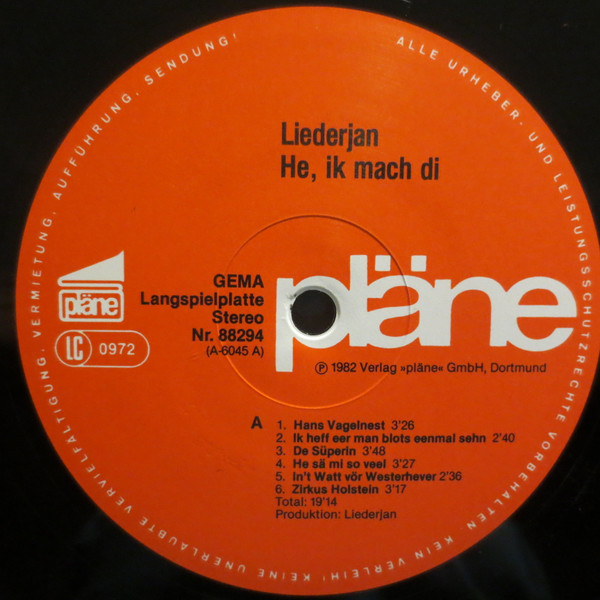 ALLE URHEBER- UND LEISTUNGSSCHUTZRECHTE VORBEHALTEN. KEIN VERLEIH! KEINE UNERLAUBTE VERVIELFÄLTIGUNG, VERMIETUNG, AUFFÜHRUNG, SENDUNG!
Liederjan
He, ik mach di
pläne
LC 0972
GEMA
Langspielplatte
Stereo
Nr. 88294
(A-6045 A)
pläne
Ⓟ 1982 Verlag »pläne« GmbH, Dortmund
A
1. Hans Vagelnest 3'26
2. Ik heff eer man blots eenmal sehn 2'40
3. De Süperin 3'48
4. He sä mi so veel 3'27
5. In't Watt vör Westerhever 2'36
6. Zirkus Holstein 3'17
Total: 19'14
Produktion: Liederjan